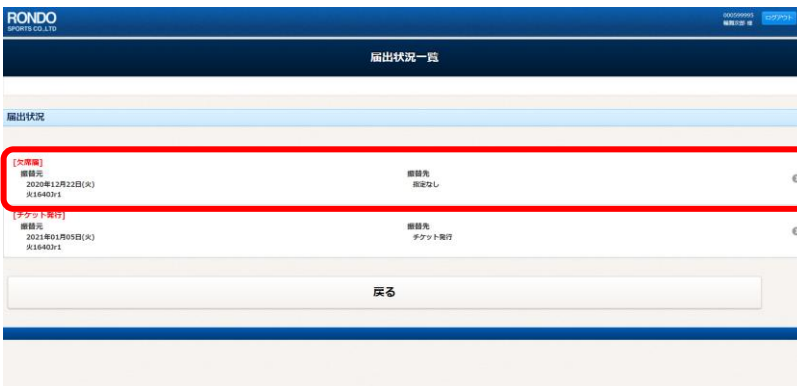 RONDO
SPORTS CO.,LTD
ログアウト
届出状況一覧
届出状況
[欠席届]
振替元
振替先
2020年12月22日(火)
指定なし
火1640Jr1
[チケット発行]
振替元
振替先
2021年01月05日(火)
チケット発行
火1640Jr1
戻る